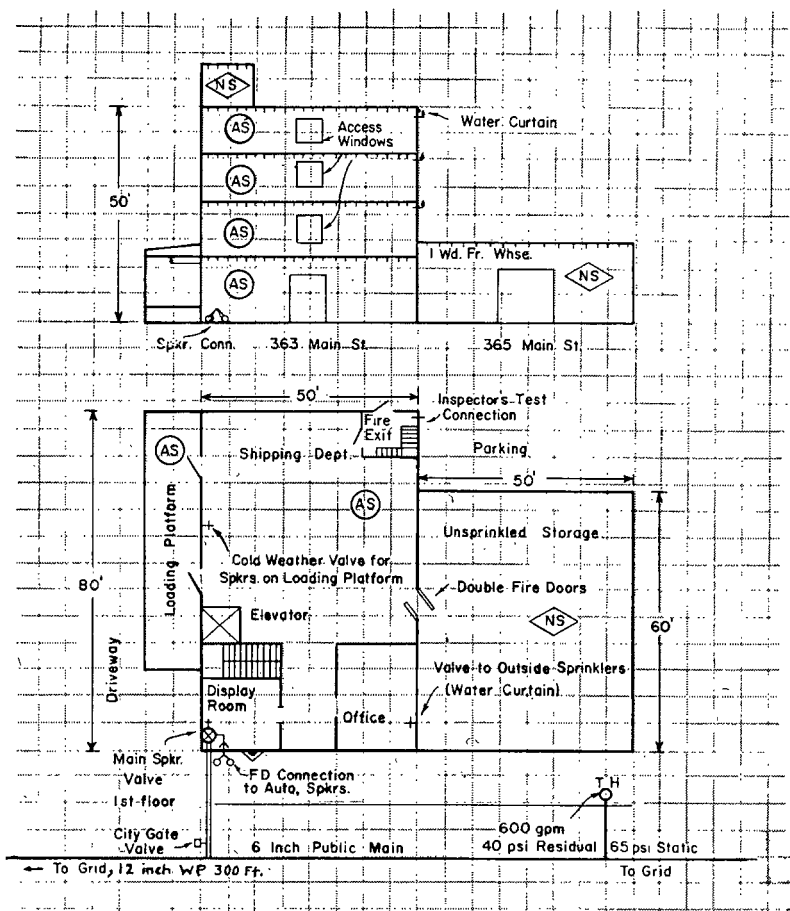 NS
AS
Access
Windows
Water Curtain
AS
50'
AS
1 Wd. Fr. Whse.
AS
NS
Spkr. Conn.
363 Main St.
365 Main St.
50'
Inspector's Test
Connection
Fire
Exit
AS
Shipping Dept.
Parking
50'
Loading Platform
AS
Unsprinkled Storage
Cold Weather Valve for
Spkrs. on Loading Platform
80'
Double Fire Doors
Elevator
NS
60'
Driveway
Display
Room
Valve to Outside Sprinklers
(Water Curtain)
Office
Main Spkr.
Valve
1st floor
FD Connection
to Auto, Spkrs.
T H
City Gate
Valve
6 Inch Public Main
600 gpm
40 psi Residual
65 psi Static
← To Grid, 12 inch WP 300 Ft.
To Grid